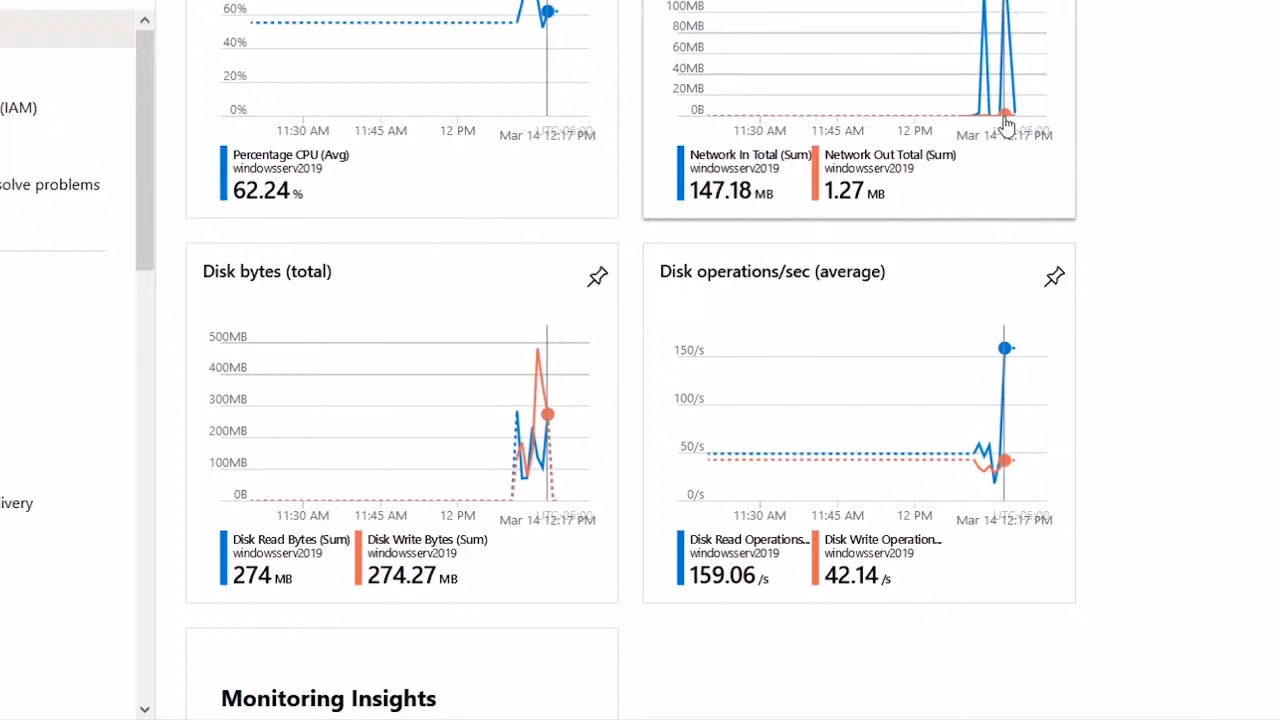 (IAM)
solve problems
ivery
60%
40%
20%
0%
11:30 AM 11:45 AM 12 PM Mar 14 12:17 PM
Percentage CPU (Avg)
windowsserv2019
62.24 %
100MB
80MB
60MB
40MB
20MB
0B
11:30 AM 11:45 AM 12 PM Mar 14 12:17 PM
Network In Total (Sum) Network Out Total (Sum)
windowsserv2019 windowsserv2019
147.18 MB 1.27 MB
Disk bytes (total)
500MB
400MB
300MB
200MB
100MB
0B
11:30 AM 11:45 AM 12 PM Mar 14 12:17 PM
Disk Read Bytes (Sum) Disk Write Bytes (Sum)
windowsserv2019 windowsserv2019
274 MB 274.27 MB
Disk operations/sec (average)
150/s
100/s
50/s
0/s
11:30 AM 11:45 AM 12 PM Mar 14 12:17 PM
Disk Read Operations... Disk Write Operation...
windowsserv2019 windowsserv2019
159.06 /s 42.14 /s
Monitoring Insights